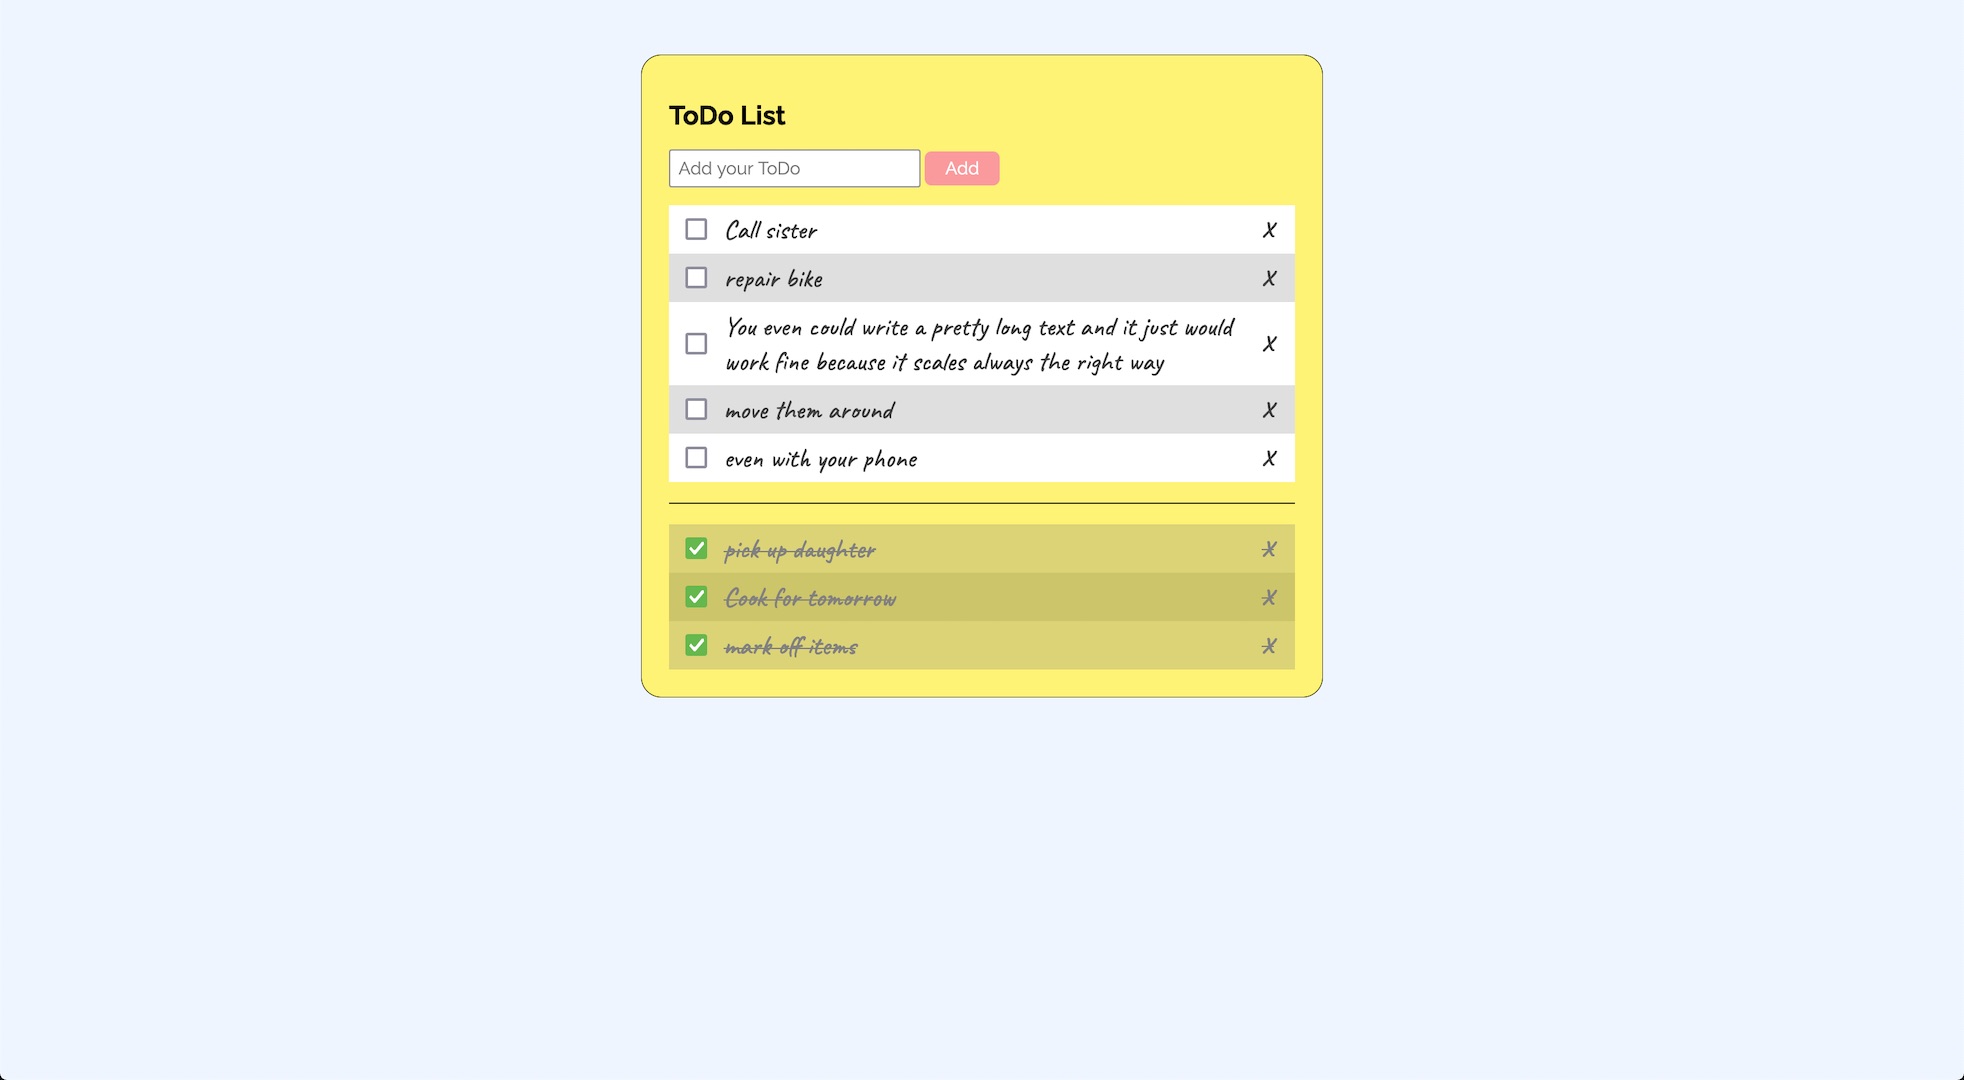 ToDo List
Add your ToDo
Add
Call sister X
repair bike X
You even could write a pretty long text and it just would
work fine because it scales always the right way X
move them around X
even with your phone X
pick up daughter X
Cook for tomorrow X
mark off items X